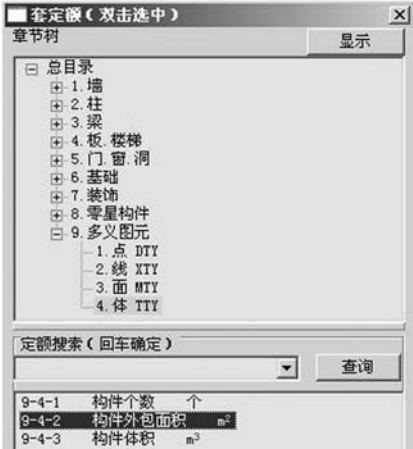 套定额(双击选中)
章节树
显示
总目录
1.墙
2.柱
3.梁
4.板.楼梯
5.门.窗.洞
6.基础
7.装饰
8.零星构件
9.多义图元
1.点 DTY
2.线 XTY
3.面 MTY
4.体 TTY
定额搜索(回车确定)
查询
9-4-1 构件个数 个
9-4-2 构件外包面积 m²
9-4-3 构件体积 m³